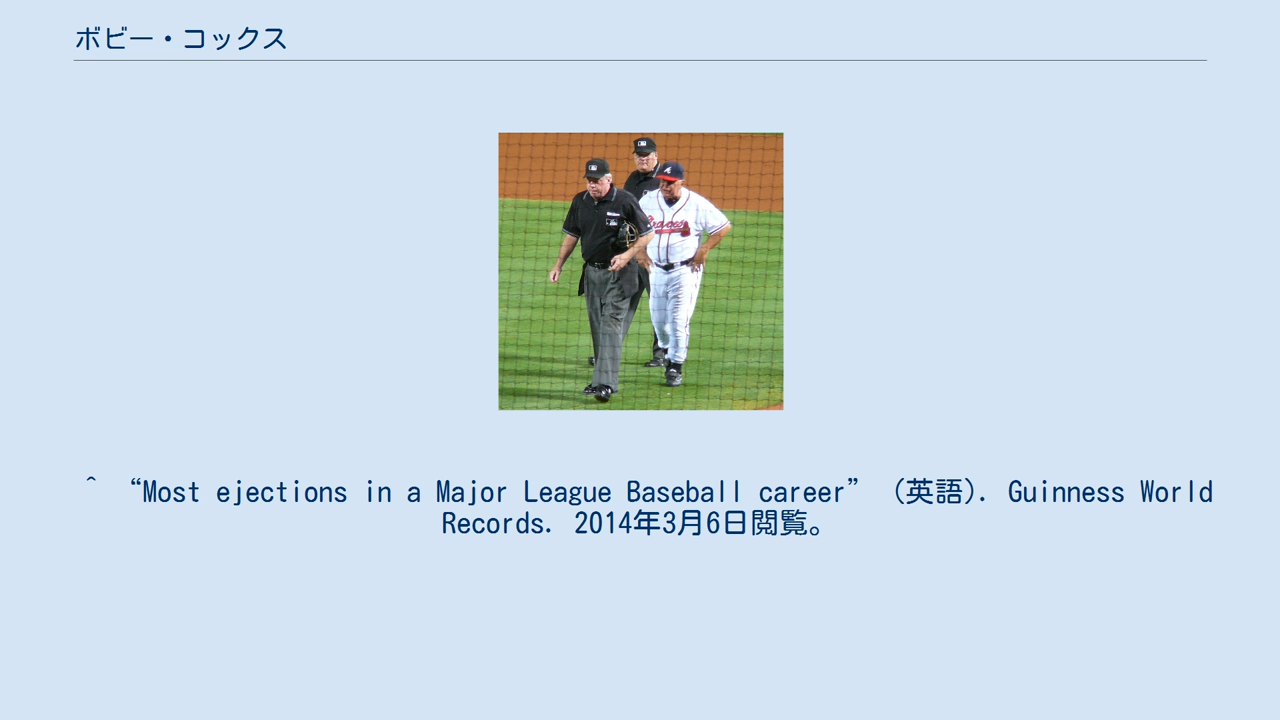 ボビー・コックス
^ “Most ejections in a Major League Baseball career” (英語). Guinness World
Records. 2014年3月6日閲覧。
Braves